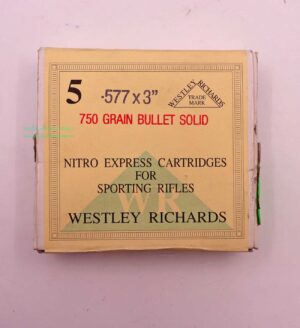 5 .577 x 3"
WESTLEY RICHARDS
TRADE
MARK
750 GRAIN BULLET SOLID
NITRO EXPRESS CARTRIDGES
FOR
SPORTING RIFLES
WR
WESTLEY RICHARDS